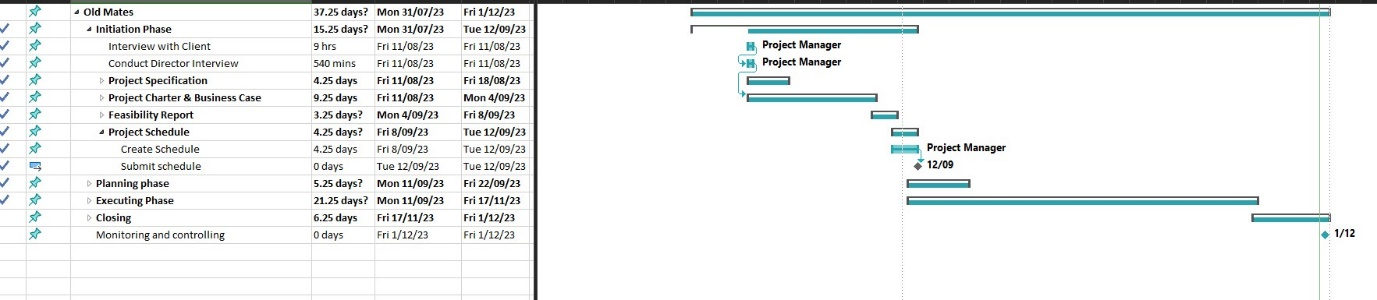 Old Mates 37.25 days? Mon 31/07/23 Fri 1/12/23
Initiation Phase 15.25 days? Mon 31/07/23 Tue 12/09/23
Interview with Client 9 hrs Fri 11/08/23 Fri 11/08/23 Project Manager
Conduct Director Interview 540 mins Fri 11/08/23 Fri 11/08/23 Project Manager
Project Specification 4.25 days Fri 11/08/23 Fri 18/08/23
Project Charter & Business Case 9.25 days Fri 11/08/23 Mon 4/09/23
Feasibility Report 3.25 days? Mon 4/09/23 Fri 8/09/23
Project Schedule 4.25 days? Fri 8/09/23 Tue 12/09/23
Create Schedule 4.25 days Fri 8/09/23 Tue 12/09/23 Project Manager
Submit schedule 0 days Tue 12/09/23 Tue 12/09/23 12/09
Planning phase 5.25 days? Mon 11/09/23 Fri 22/09/23
Executing Phase 21.25 days? Mon 11/09/23 Fri 17/11/23
Closing 6.25 days Fri 17/11/23 Fri 1/12/23
Monitoring and controlling 0 days Fri 1/12/23 Fri 1/12/23 1/12